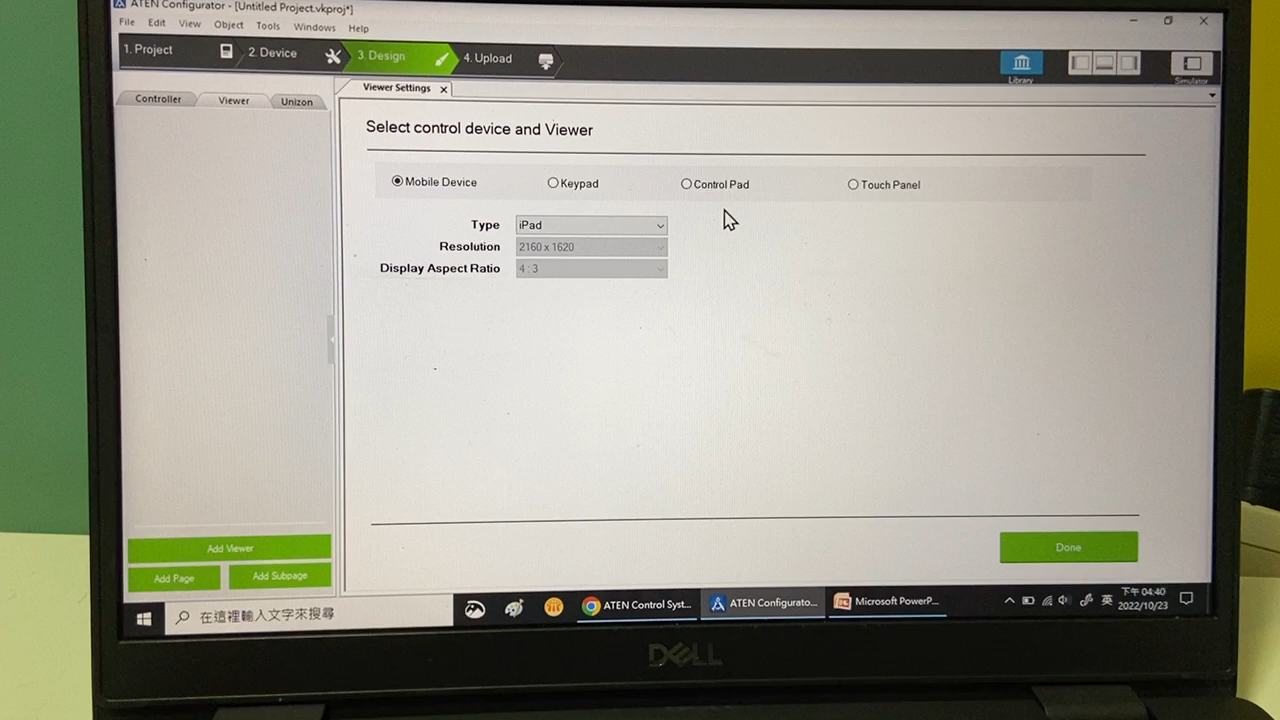 ATEN Configurator - [Untitled Project.vkproj*]
File Edit View Object Tools Windows Help
1. Project 2. Device 3. Design 4. Upload
Library Simulator
Controller Viewer Unizon
Viewer Settings
Select control device and Viewer
Mobile Device Keypad Control Pad Touch Panel
Type iPad
Resolution 2160 x 1620
Display Aspect Ratio 4 : 3
Add Viewer
Add Page Add Subpage
Done
在這裡輸入文字來搜尋
ATEN Control Syst...
ATEN Configurato...
Microsoft PowerP...
英
下午 04:40
2022/10/23
DELL